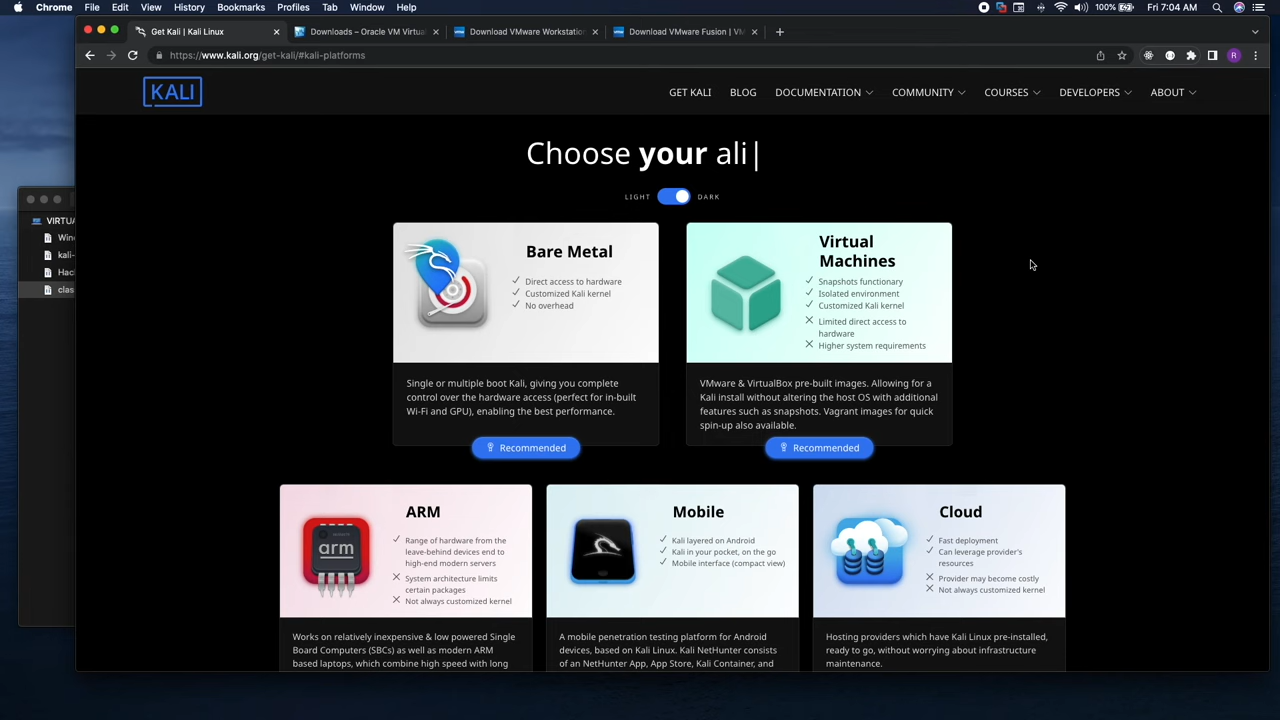 Chrome File Edit View History Bookmarks Profiles Tab Window Help 100% Fri 7:04 AM
Get Kali | Kali Linux
Downloads – Oracle VM Virtual
Download VMware Workstation
Download VMware Fusion | VM
https://www.kali.org/get-kali/#kali-platforms
R
KALI
GET KALI BLOG DOCUMENTATION COMMUNITY COURSES DEVELOPERS ABOUT
Choose your ali|
LIGHT DARK
VIRTU
Win
kali-
Hac
clas
Bare Metal
Direct access to hardware
Customized Kali kernel
No overhead
Single or multiple boot Kali, giving you complete
control over the hardware access (perfect for in-built
Wi-Fi and GPU), enabling the best performance.
Recommended
Virtual
Machines
Snapshots functionary
Isolated environment
Customized Kali kernel
Limited direct access to
hardware
Higher system requirements
VMware & VirtualBox pre-built images. Allowing for a
Kali install without altering the host OS with additional
features such as snapshots. Vagrant images for quick
spin-up also available.
Recommended
arm
ARM
Range of hardware from the
leave-behind devices end to
high-end modern servers
System architecture limits
certain packages
Not always customized kernel
Works on relatively inexpensive & low powered Single
Board Computers (SBCs) as well as modern ARM
based laptops, which combine high speed with long
Mobile
Kali layered on Android
Kali in your pocket, on the go
Mobile interface (compact view)
A mobile penetration testing platform for Android
devices, based on Kali Linux. Kali NetHunter consists
of an NetHunter App, App Store, Kali Container, and
Cloud
Fast deployment
Can leverage provider's
resources
Provider may become costly
Not always customized kernel
Hosting providers which have Kali Linux pre-installed,
ready to go, without worrying about infrastructure
maintenance.